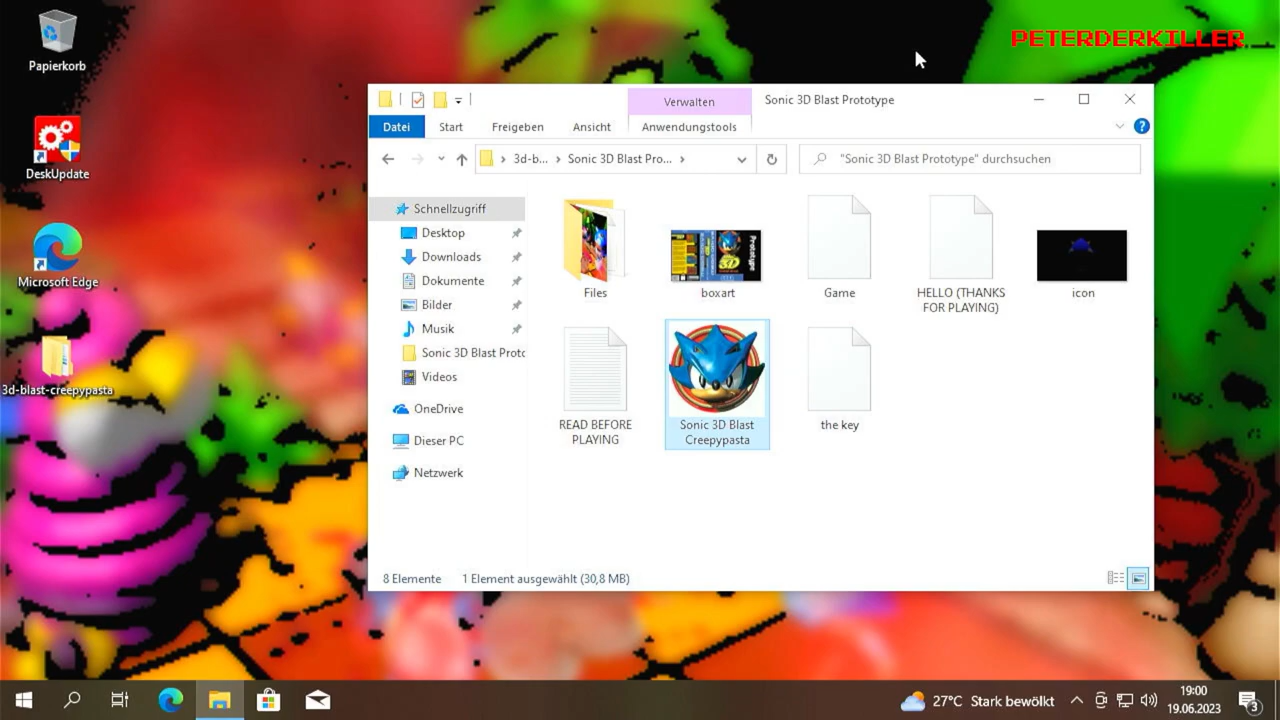 Papierkorb
DeskUpdate
Microsoft Edge
3d-blast-creepypasta
PETERDERKILLER
Verwalten
Sonic 3D Blast Prototype
Datei
Start
Freigeben
Ansicht
Anwendungstools
3d-b...
Sonic 3D Blast Pro...
"Sonic 3D Blast Prototype" durchsuchen
Schnellzugriff
Desktop
Downloads
Dokumente
Bilder
Musik
Sonic 3D Blast Proto
Videos
OneDrive
Dieser PC
Netzwerk
Files
Prototype
3D
boxart
Game
HELLO (THANKS
FOR PLAYING)
icon
READ BEFORE
PLAYING
Sonic 3D Blast
Creepypasta
the key
8 Elemente
1 Element ausgewählt (30,8 MB)
27°C Stark bewölkt
19:00
19.06.2023
3